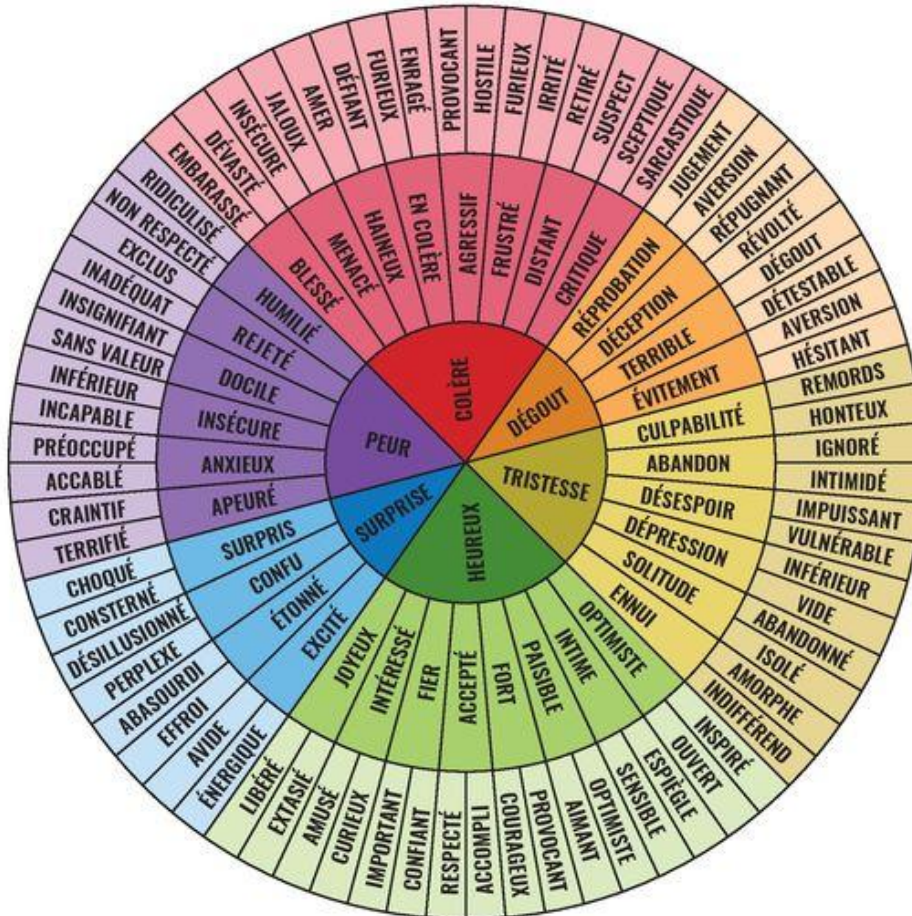 COLÈRE
DÉGOUT
TRISTESSE
HEUREUX
SURPRISE
PEUR
BLESSÉ
MENACÉ
HAINEUX
EN COLÈRE
AGRESSIF
FRUSTRÉ
DISTANT
CRITIQUE
RÉPROBATION
DÉCEPTION
TERRIBLE
ÉVITEMENT
CULPABILITÉ
ABANDON
DÉSESPOIR
DÉPRESSION
SOLITUDE
ENNUI
OPTIMISTE
INTIME
PAISIBLE
FORT
ACCEPTÉ
FIER
INTÉRESSÉ
JOYEUX
EXCITÉ
ÉTONNÉ
CONFU
SURPRIS
APEURÉ
ANXIEUX
INSÉCURE
DOCILE
REJETÉ
HUMILIÉ
EMBARASSÉ
DÉVASTÉ
INSÉCURE
JALOUX
AMER
DÉFIANT
FURIEUX
ENRAGÉ
PROVOCANT
HOSTILE
FURIEUX
IRRITÉ
RETIRÉ
SUSPECT
SCEPTIQUE
SARCASTIQUE
JUGEMENT
AVERSION
RÉPUGNANT
RÉVOLTÉ
DÉGOUT
DÉTESTABLE
AVERSION
HÉSITANT
REMORDS
HONTEUX
IGNORÉ
INTIMIDÉ
IMPUISSANT
VULNÉRABLE
INFÉRIEUR
VIDE
ABANDONNÉ
ISOLÉ
AMORPHE
INDIFFÉREND
INSPIRÉ
OUVERT
ESPIÈGLE
SENSIBLE
OPTIMISTE
AIMANT
PROVOCANT
COURAGEUX
ACCOMPLI
RESPECTÉ
CONFIANT
IMPORTANT
CURIEUX
AMUSÉ
EXTASIÉ
LIBÉRÉ
ÉNERGIQUE
AVIDE
EFFROI
ABASOURDI
PERPLEXE
DÉSILLUSIONNÉ
CONSTERNÉ
CHOQUÉ
TERRIFIÉ
CRAINTIF
ACCABLÉ
PRÉOCCUPÉ
INCAPABLE
INFÉRIEUR
SANS VALEUR
INSIGNIFIANT
INADÉQUAT
EXCLUS
NON RESPECTÉ
RIDICULISÉ